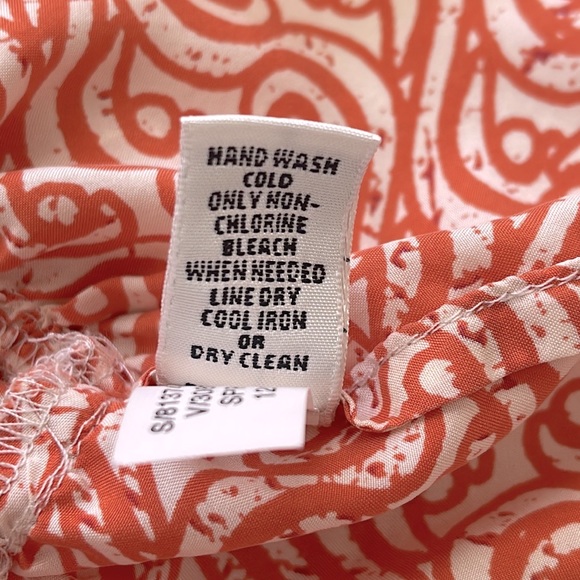 HAND WASH
COLD
ONLY NON-
CHLORINE
BLEACH
WHEN NEEDED
LINE DRY
COOL IRON
OR
DRY CLEAN